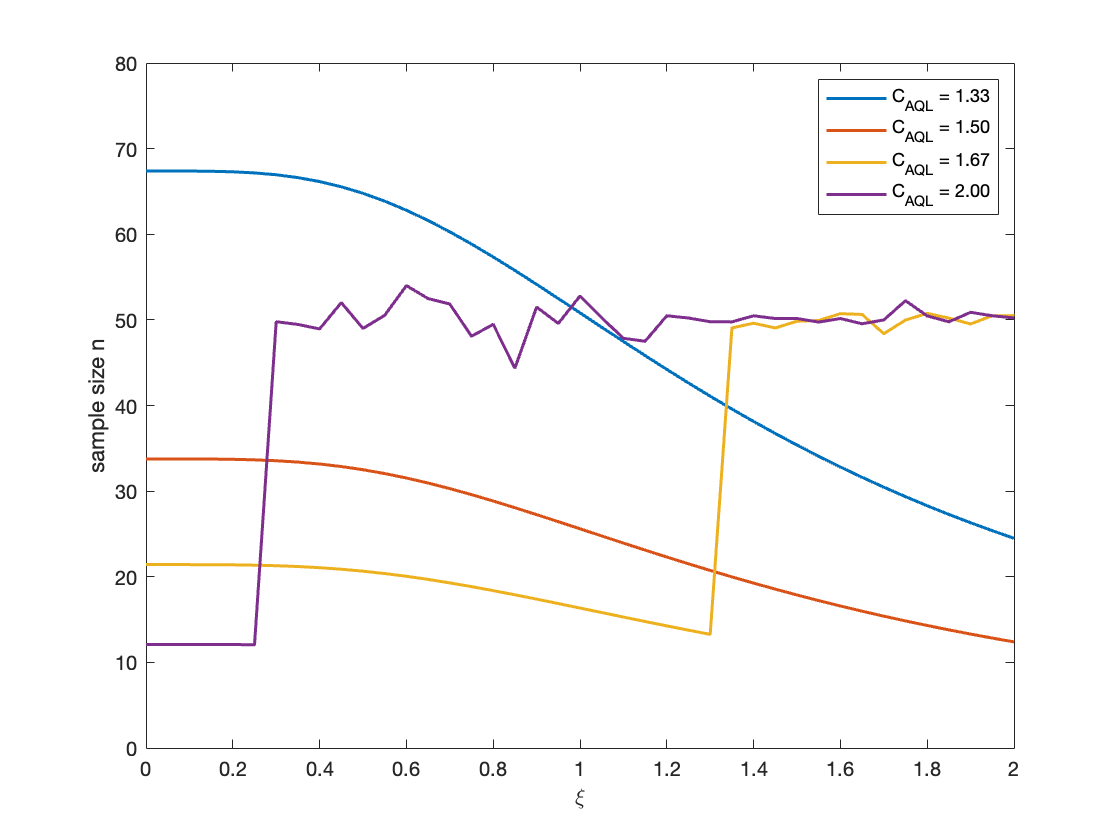 80
70
60
50
40
30
20
10
0
sample size n
0 0.2 0.4 0.6 0.8 1 1.2 1.4 1.6 1.8 2
ξ
C_AQL = 1.33
C_AQL = 1.50
C_AQL = 1.67
C_AQL = 2.00